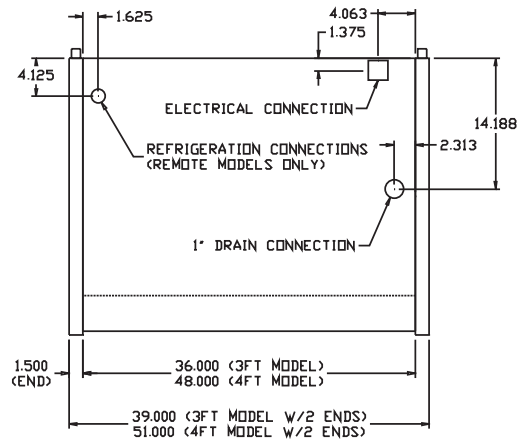 1.625
4.063
1.375
4.125
ELECTRICAL CONNECTION
14.188
REFRIGERATION CONNECTIONS
(REMOTE MODELS ONLY)
2.313
1" DRAIN CONNECTION
1.500
(END)
36.000 (3FT MODEL)
48.000 (4FT MODEL)
39.000 (3FT MODEL W/2 ENDS)
51.000 (4FT MODEL W/2 ENDS)